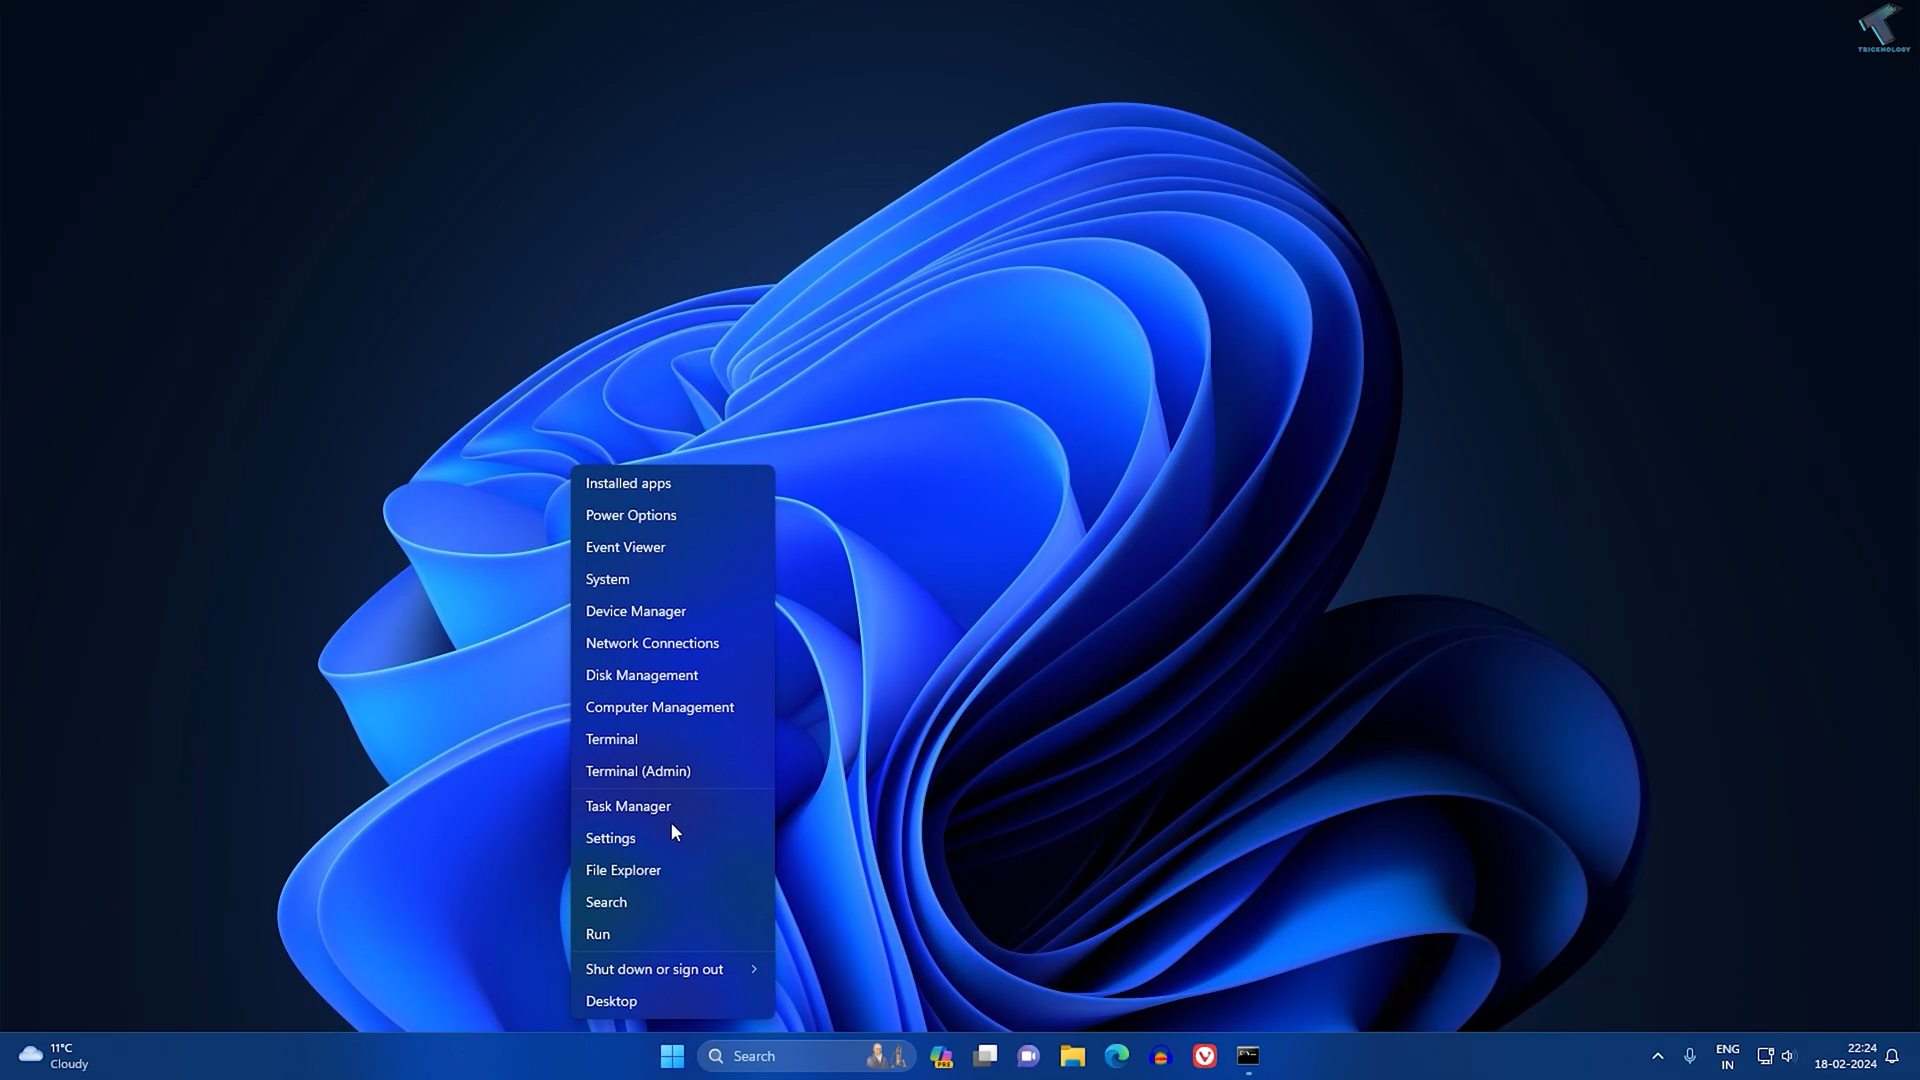 TRICKNOLOGY
Installed apps
Power Options
Event Viewer
System
Device Manager
Network Connections
Disk Management
Computer Management
Terminal
Terminal (Admin)
Task Manager
Settings
File Explorer
Search
Run
Shut down or sign out
Desktop
11°C
Cloudy
Search
PRE
ENG
IN
22:24
18-02-2024